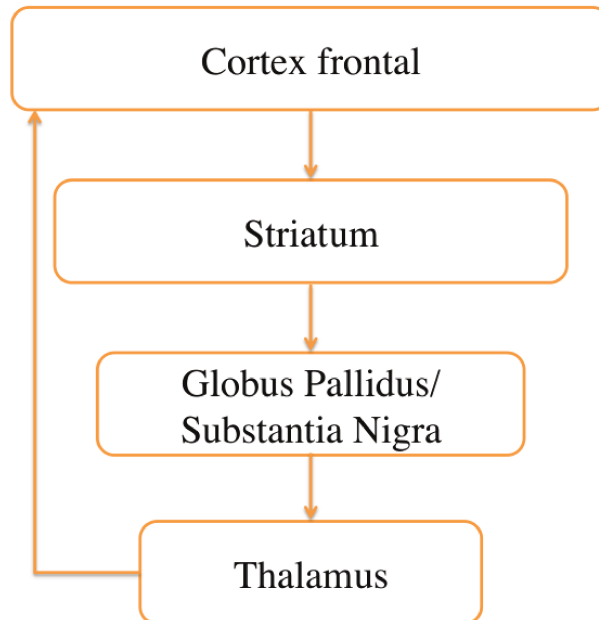 Cortex frontal
Striatum
Globus Pallidus/
Substantia Nigra
Thalamus